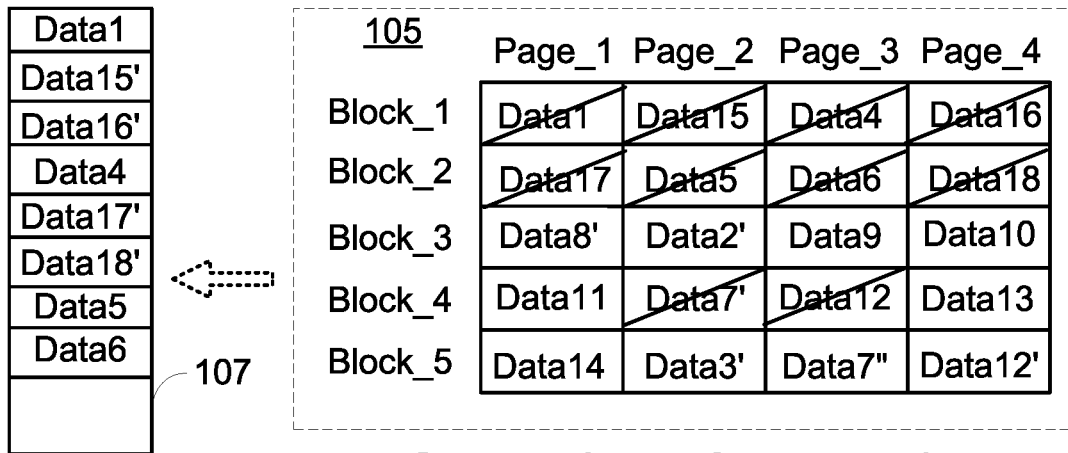 Data1
Data15'
Data16'
Data4
Data17'
Data18'
Data5
Data6
107
105
Page_1 Page_2 Page_3 Page_4
Block_1 Data1 Data15 Data4 Data16
Block_2 Data17 Data5 Data6 Data18
Block_3 Data8' Data2' Data9 Data10
Block_4 Data11 Data7' Data12 Data13
Block_5 Data14 Data3' Data7" Data12'